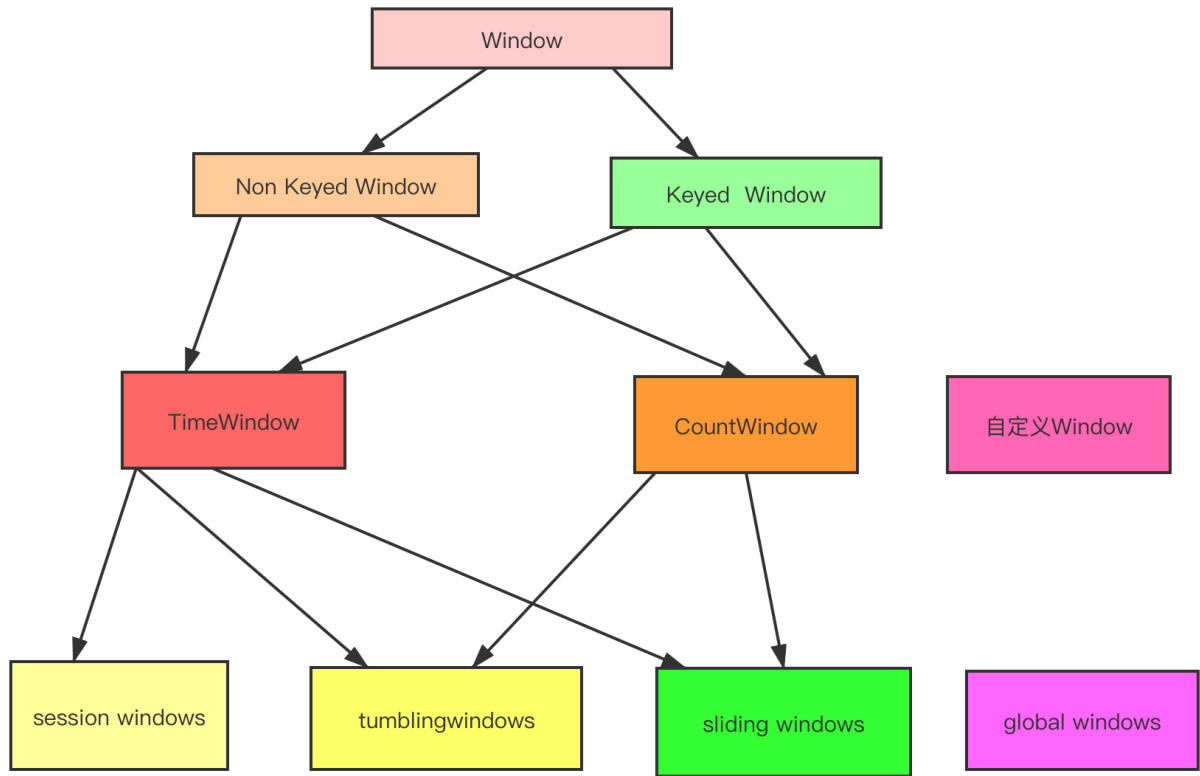 Window
Non Keyed Window
Keyed  Window
TimeWindow
CountWindow
自定义Window
session windows
tumblingwindows
sliding windows
global windows